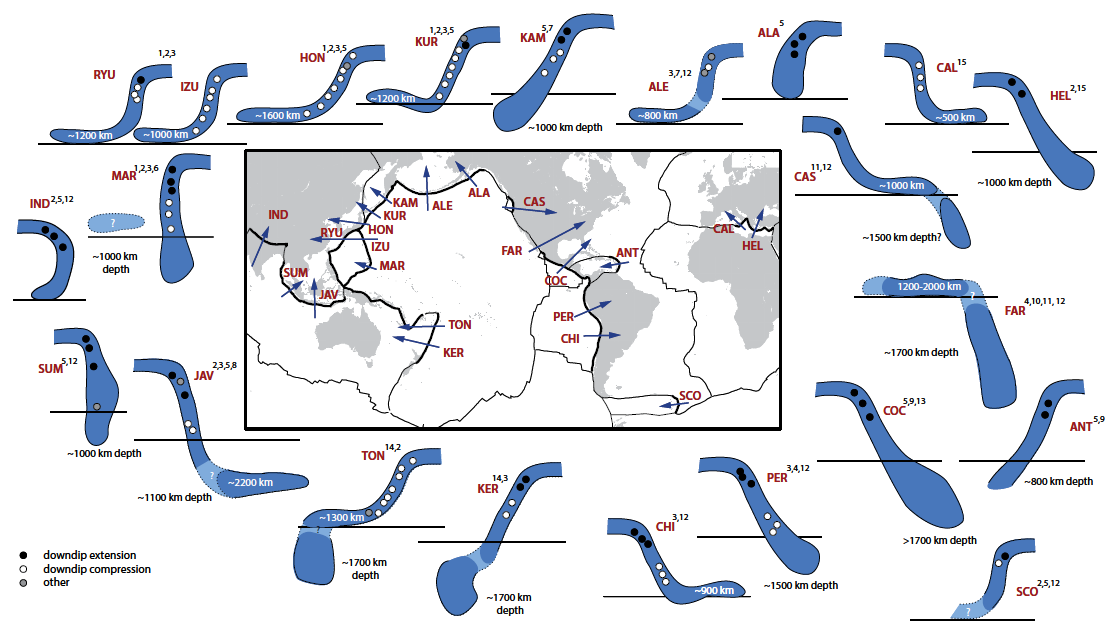 RYU 1,2,3
~1200 km
IZU
~1000 km
HON 1,2,3,5
~1600 km
KUR 1,2,3,5
~1200 km
KAM 5,7
~1000 km depth
ALE 3,7,12
~800 km
ALA 5
CAL 15
~500 km
HEL 2,15
~1000 km depth
IND 2,5,12
MAR 1,2,3,6
?
~1000 km
depth
CAS 11,12
~1000 km
~1500 km depth?
1200-2000 km
?
FAR 4,10,11, 12
~1700 km depth
IND
RYU
KAM
KUR
HON
IZU
MAR
ALE
ALA
CAS
FAR
COC
ANT
CAL
HEL
SUM
JAV
TON
KER
PER
CHI
SCO
SUM 5,12
~1000 km depth
JAV 2,3,5,8
?
~2200 km
~1100 km depth
TON 14,2
~1300 km
?
~1700 km
depth
KER 14,3
?
~1700 km
depth
CHI 3,12
~900 km
PER 3,4,12
~1500 km depth
COC 5,9,13
>1700 km depth
ANT 5,9
~800 km depth
SCO 2,5,12
?
downdip extension
downdip compression
other